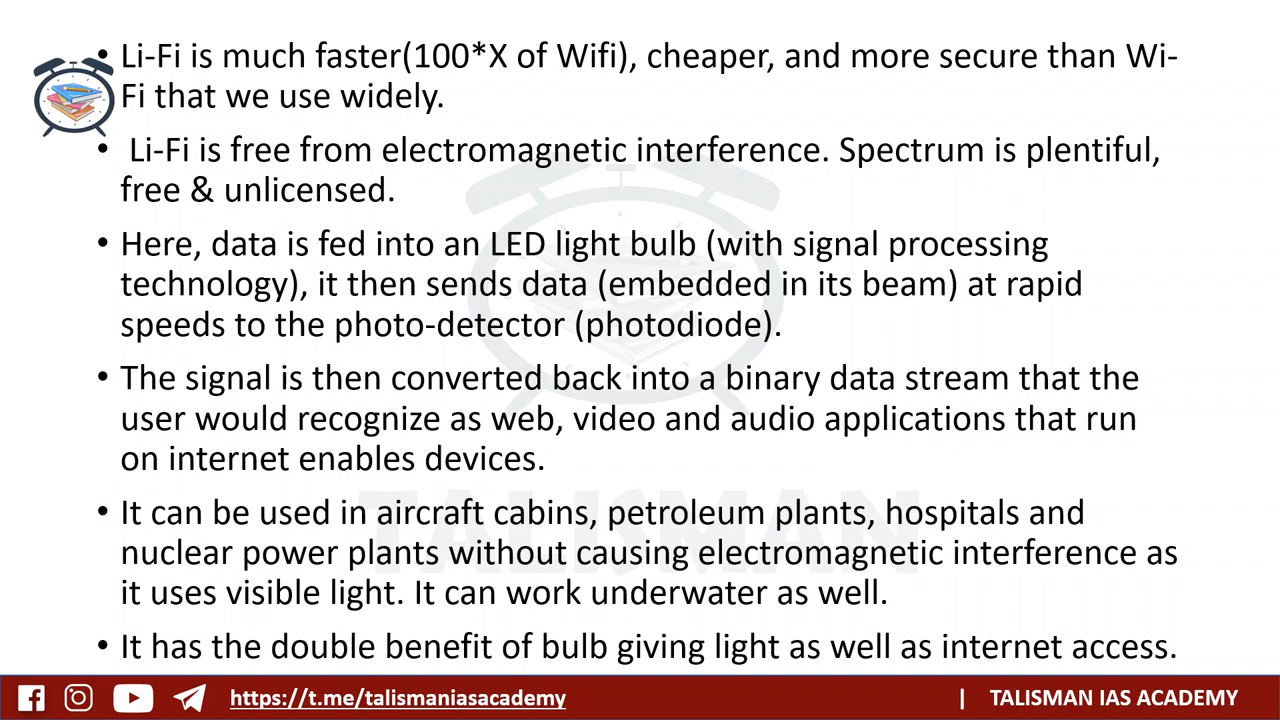 • Li-Fi is much faster(100*X of Wifi), cheaper, and more secure than Wi-
Fi that we use widely.
• Li-Fi is free from electromagnetic interference. Spectrum is plentiful,
free & unlicensed.
• Here, data is fed into an LED light bulb (with signal processing
technology), it then sends data (embedded in its beam) at rapid
speeds to the photo-detector (photodiode).
• The signal is then converted back into a binary data stream that the
user would recognize as web, video and audio applications that run
on internet enables devices.
• It can be used in aircraft cabins, petroleum plants, hospitals and
nuclear power plants without causing electromagnetic interference as
it uses visible light. It can work underwater as well.
• It has the double benefit of bulb giving light as well as internet access.
TALISMAN
https://t.me/talismaniasacademy | TALISMAN IAS ACADEMY